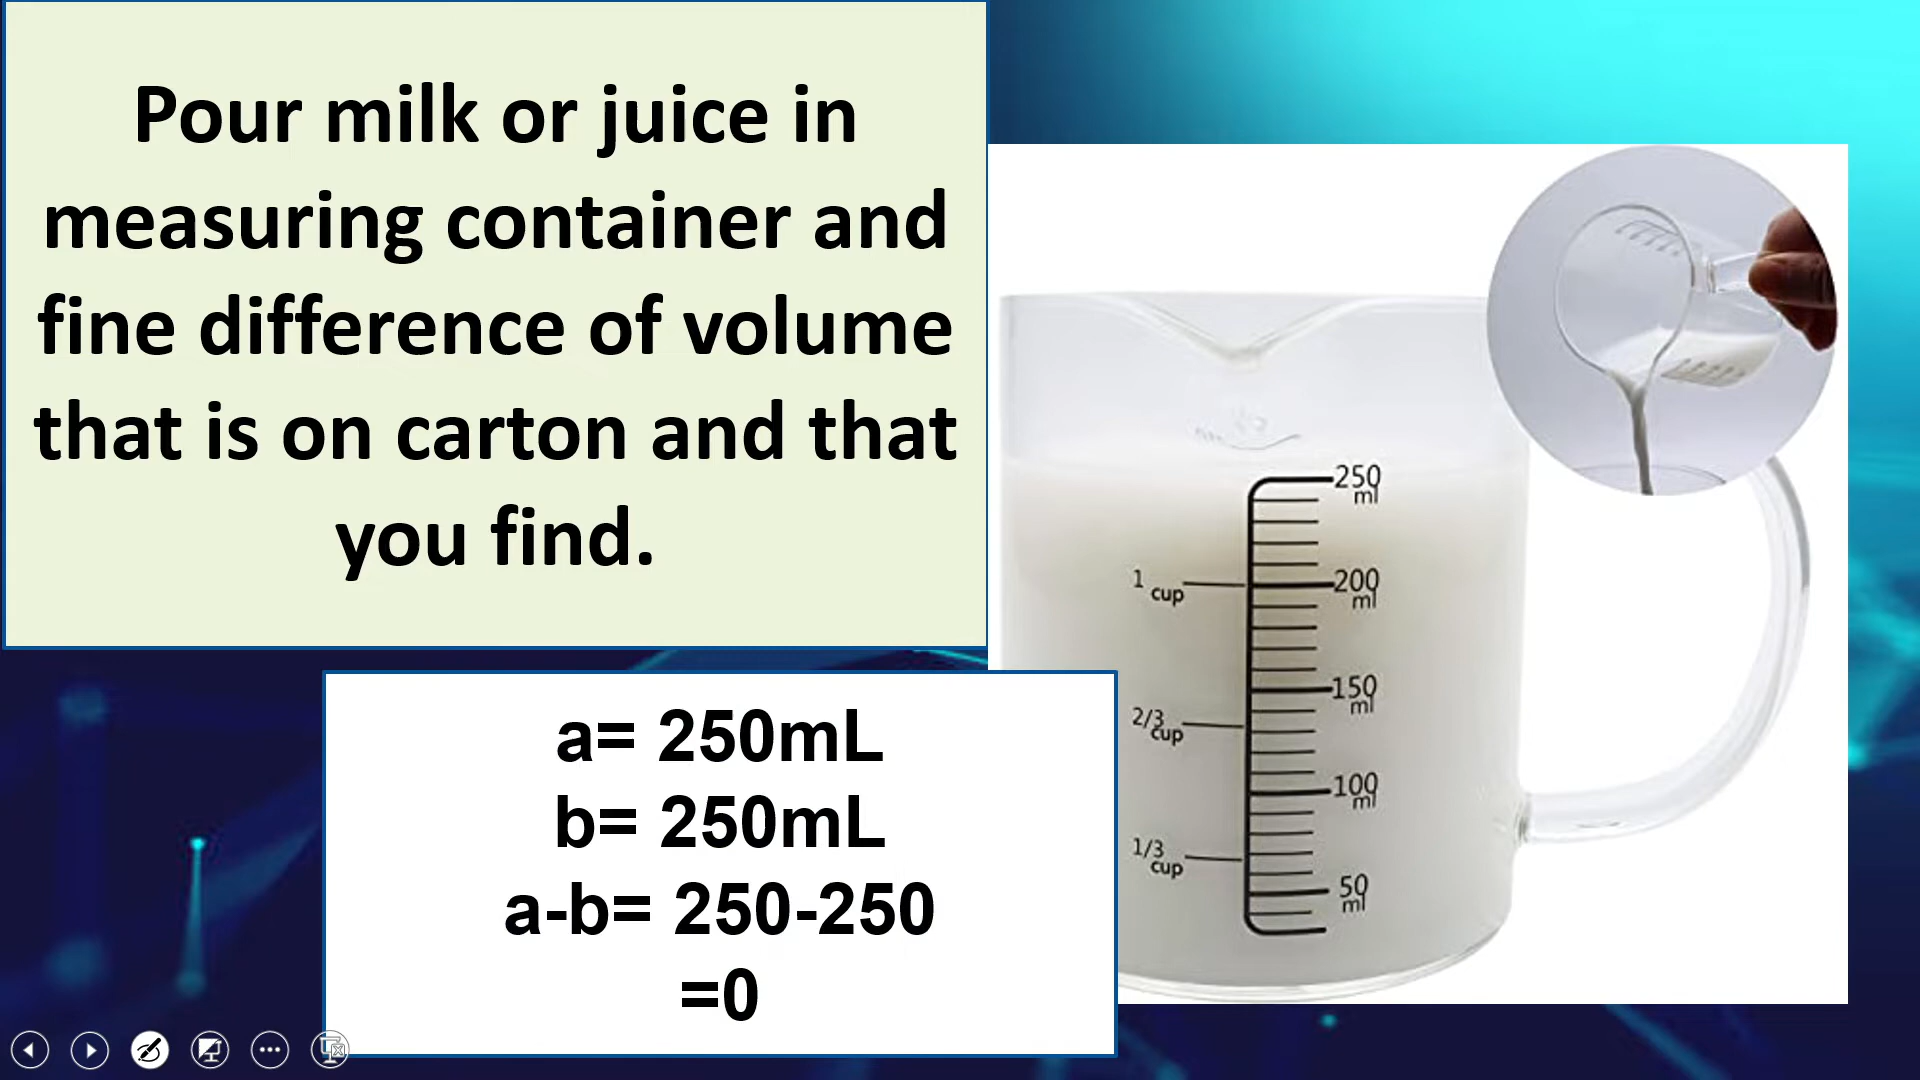 Pour milk or juice in
measuring container and
fine difference of volume
that is on carton and that
you find.
250
ml
1
cup
200
ml
150
ml
2/3
cup
100
ml
1/3
cup
50
ml
a= 250mL
b= 250mL
a-b= 250-250
=0